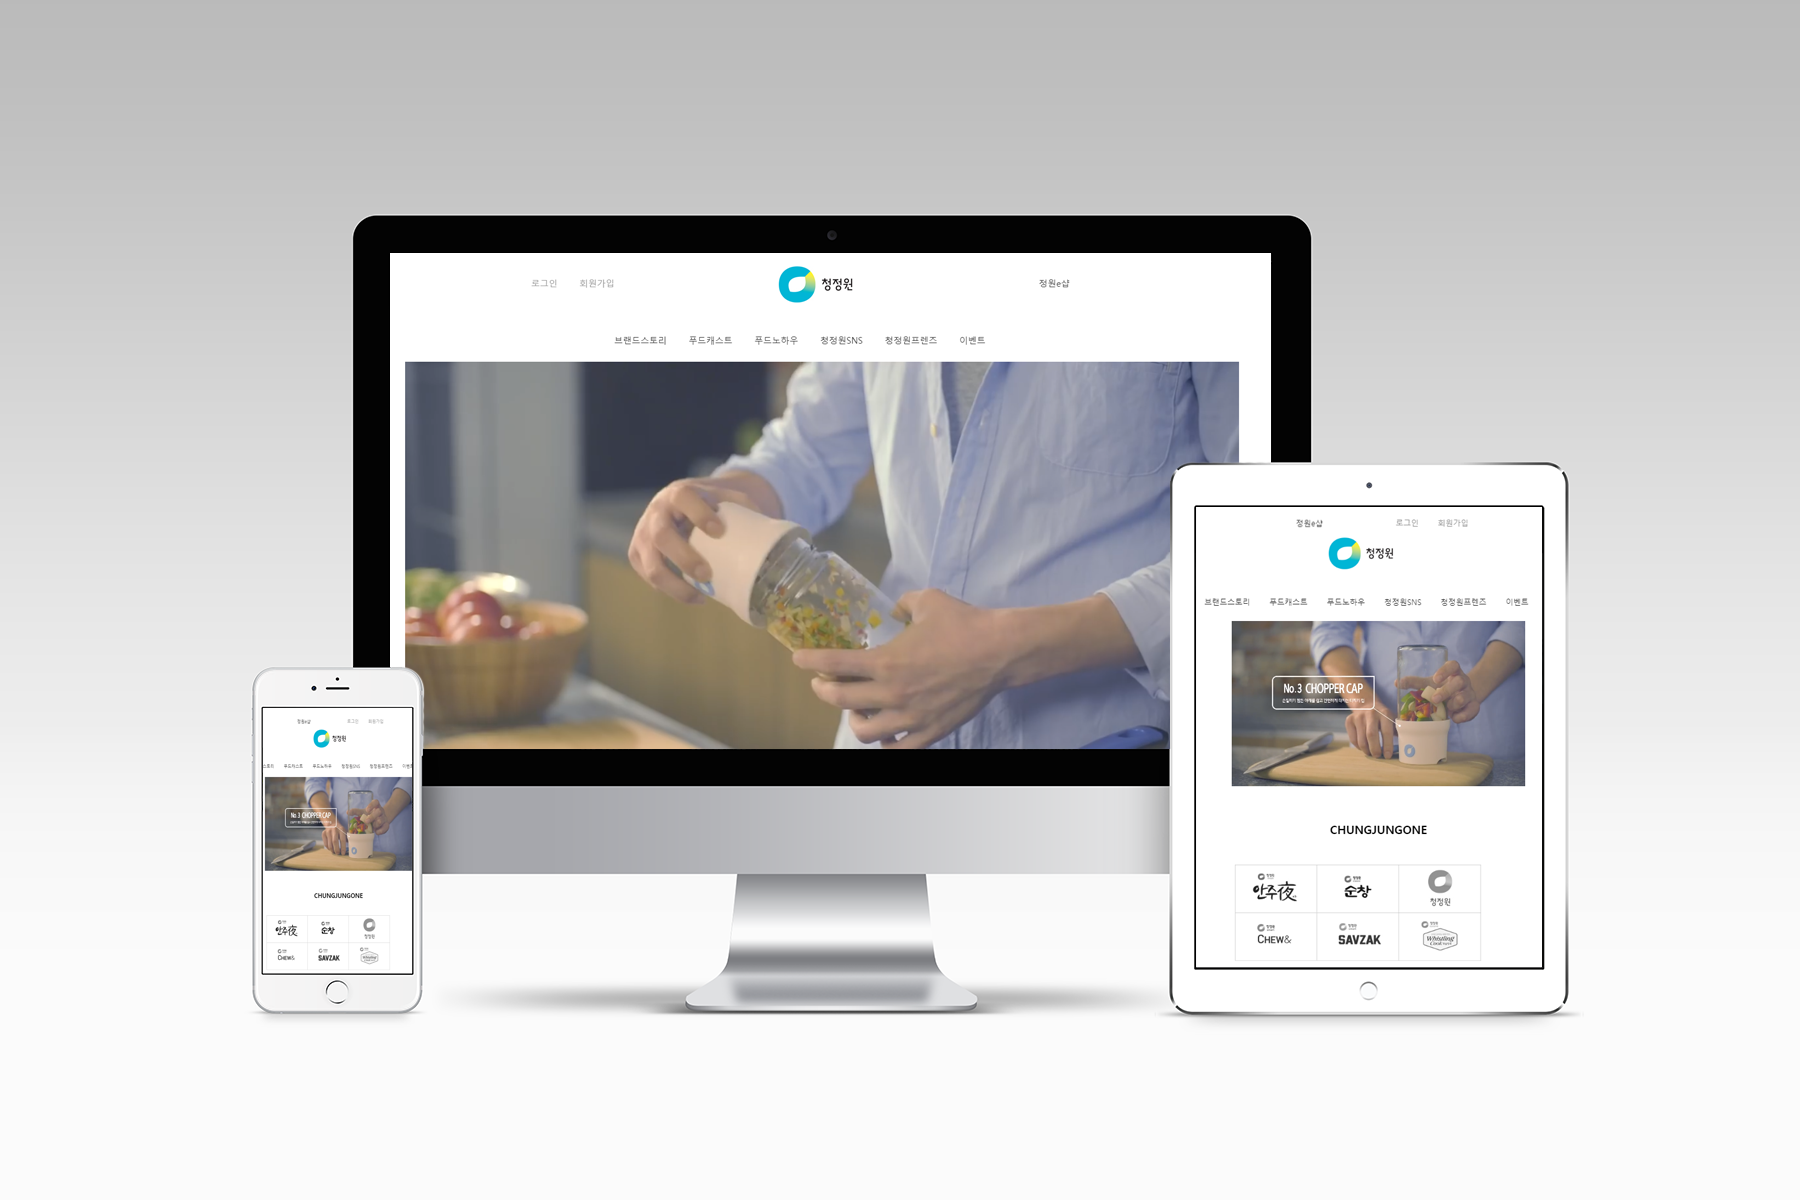 로그인 회원가입 청정원 정원e샵
브랜드스토리 푸드캐스트 푸드노하우 청정원SNS 청정원프렌즈 이벤트
정원e샵 로그인 회원가입
청정원
브랜드스토리 푸드캐스트 푸드노하우 청정원SNS 청정원프렌즈 이벤트
No.3 CHOPPER CAP
CHUNGJUNGONE
안주夜 순창 청정원
CHEW& SAVZAK Whistling
정원e샵 로그인 회원가입
청정원
스토리 푸드캐스트 푸드노하우 청정원SNS 청정원프렌즈 이벤
No.3 CHOPPER CAP
CHUNGJUNGONE
안주夜 순창 청정원
CHEW& SAVZAK Whistling